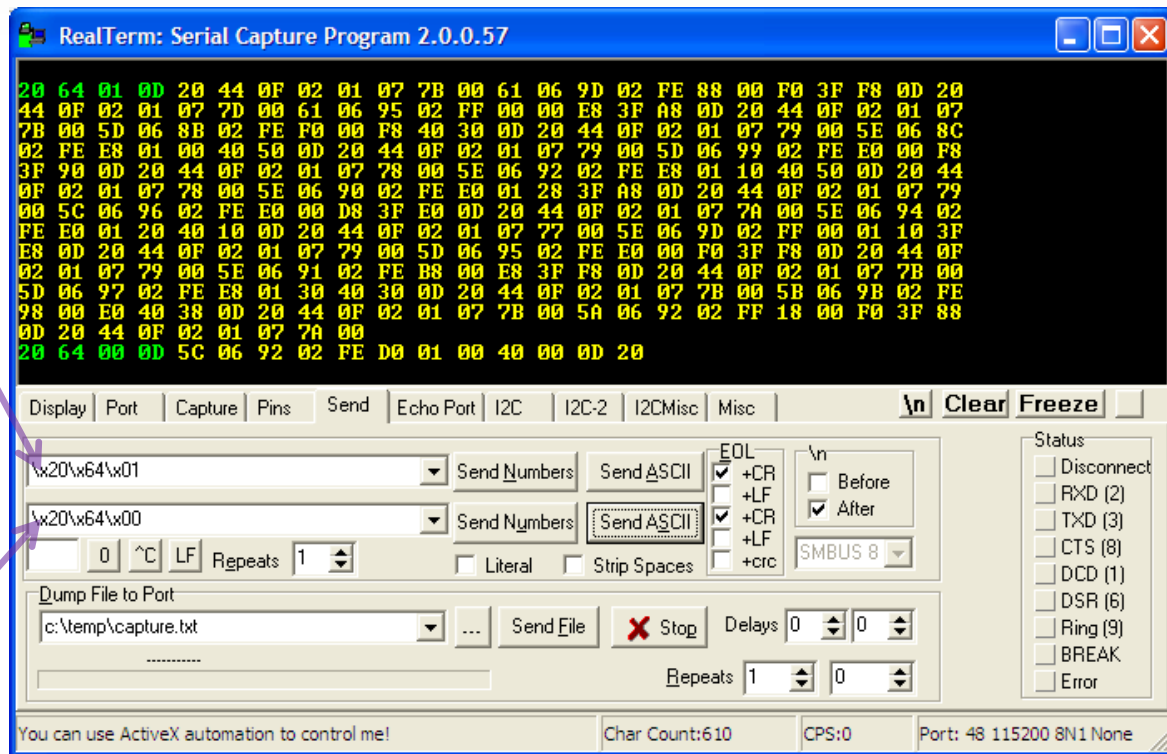 RealTerm: Serial Capture Program 2.0.0.57
20 64 01 0D 20 44 0F 02 01 07 7B 00 61 06 9D 02 FE 88 00 F0 3F F8 0D 20
44 0F 02 01 07 7D 00 61 06 95 02 FF 00 00 E8 3F A8 0D 20 44 0F 02 01 07
7B 00 5D 06 8B 02 FE F0 00 F8 40 30 0D 20 44 0F 02 01 07 79 00 5E 06 8C
02 FE E8 01 00 40 50 0D 20 44 0F 02 01 07 79 00 5D 06 99 02 FE E0 00 F8
3F 90 0D 20 44 0F 02 01 07 78 00 5E 06 92 02 FE E8 01 10 40 50 0D 20 44
0F 02 01 07 78 00 5E 06 90 02 FE E0 01 28 3F A8 0D 20 44 0F 02 01 07 79
00 5C 06 96 02 FE E0 00 D8 3F E0 0D 20 44 0F 02 01 07 7A 00 5E 06 94 02
FE E0 01 20 40 10 0D 20 44 0F 02 01 07 77 00 5E 06 9D 02 FF 00 01 10 3F
E8 0D 20 44 0F 02 01 07 79 00 5D 06 95 02 FE E0 00 F0 3F F8 0D 20 44 0F
02 01 07 79 00 5E 06 91 02 FE B8 00 E8 3F F8 0D 20 44 0F 02 01 07 7B 00
5D 06 97 02 FE E8 01 30 40 30 0D 20 44 0F 02 01 07 7B 00 5B 06 9B 02 FE
98 00 E0 40 38 0D 20 44 0F 02 01 07 7B 00 5A 06 92 02 FF 18 00 F0 3F 88
0D 20 44 0F 02 01 07 7A 00
20 64 00 0D 5C 06 92 02 FE D0 01 00 40 00 0D 20
Display Port Capture Pins Send Echo Port I2C I2C-2 I2CMisc Misc \n Clear Freeze
\x20\x64\x01 Send Numbers Send ASCII
\x20\x64\x00 Send Numbers Send ASCII
0 ^C LF Repeats 1 Literal Strip Spaces
EOL
+CR
+LF
+CR
+LF
+crc
\n
Before
After
SMBUS 8
Dump File to Port
c:\temp\capture.txt ... Send File Stop Delays 0 0
Repeats 1 0
Status
Disconnect
RXD (2)
TXD (3)
CTS (8)
DCD (1)
DSR (6)
Ring (9)
BREAK
Error
You can use ActiveX automation to control me! Char Count:610 CPS:0 Port: 48 115200 8N1 None